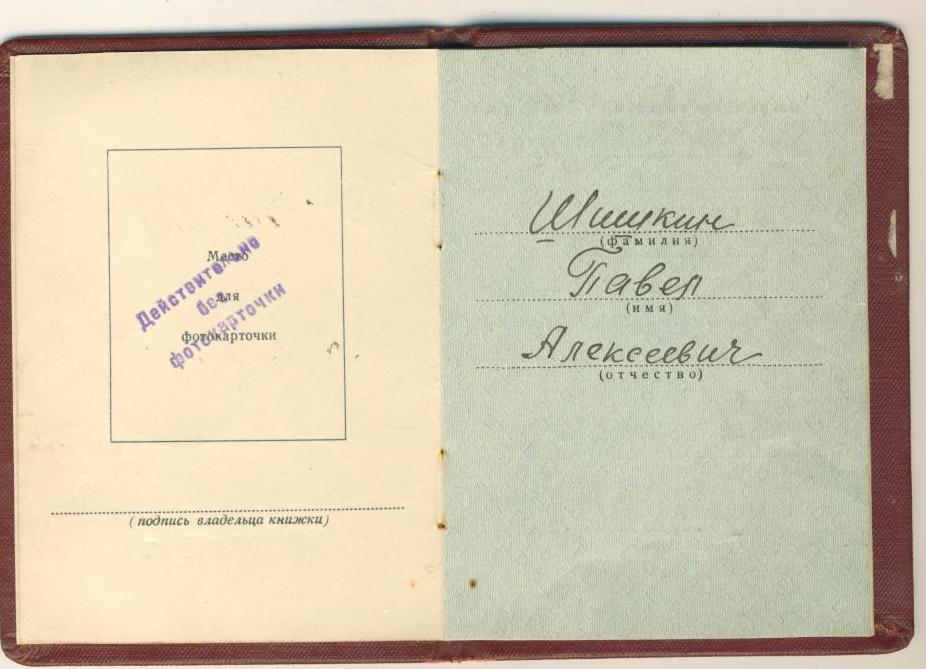 Место
для
фотокарточки
Действительно
без
фотокарточки
(подпись владельца книжки)
Шишкин
(фамилия)
Павел
(имя)
Алексеевич
(отчество)